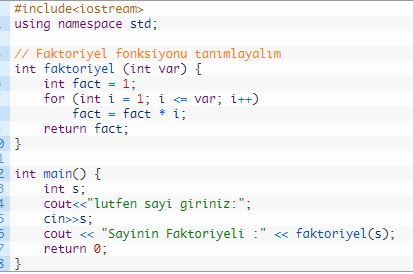 #include<iostream>
using namespace std;
// Faktoriyel fonksiyonu tanımlayalım
int faktoriyel (int var) {
    int fact = 1;
    for (int i = 1; i <= var; i++)
        fact = fact * i;
    return fact;
}
int main() {
    int s;
    cout<<"lutfen sayi giriniz:";
    cin>>s;
    cout << "Sayinin Faktoriyeli :" << faktoriyel(s);
    return 0;
}